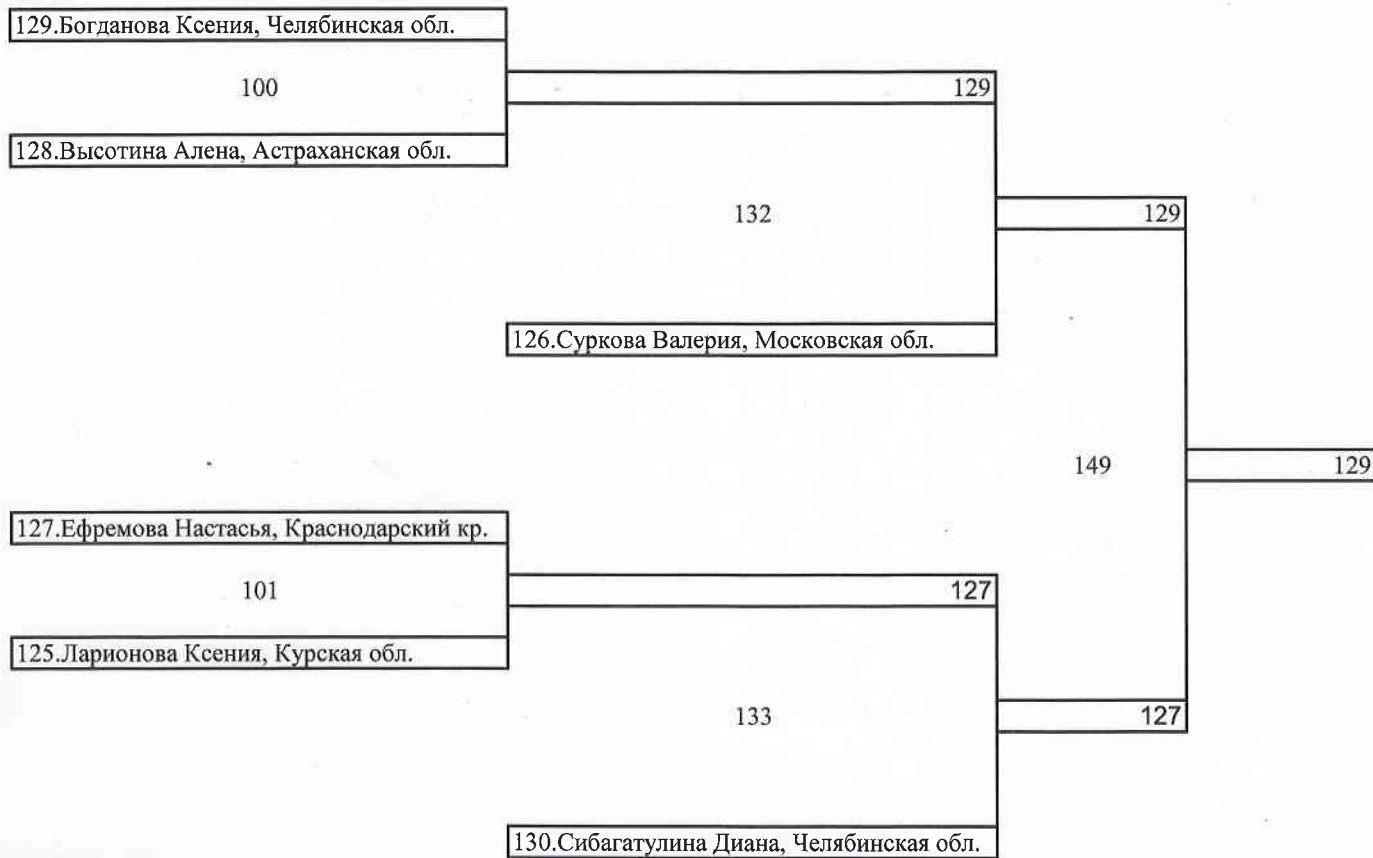 129.Богданова Ксения, Челябинская обл.
100
129
128.Высотина Алена, Астраханская обл.
132
129
126.Суркова Валерия, Московская обл.
149
129
127.Ефремова Настасья, Краснодарский кр.
101
127
125.Ларионова Ксения, Курская обл.
133
127
130.Сибагатулина Диана, Челябинская обл.